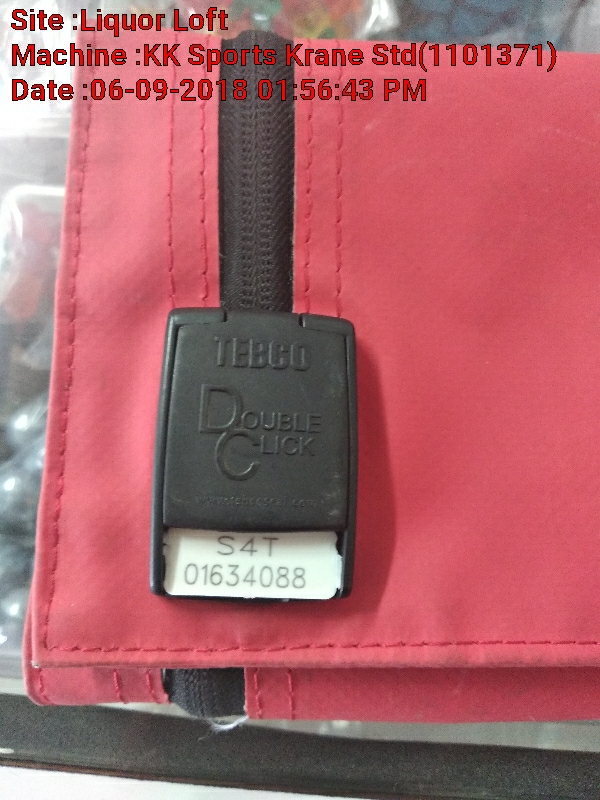 Site :Liquor Loft
Machine :KK Sports Krane Std(1101371)
Date :06-09-2018 01:56:43 PM
TEBCO
DOUBLE
CLICK
S4T
01634088